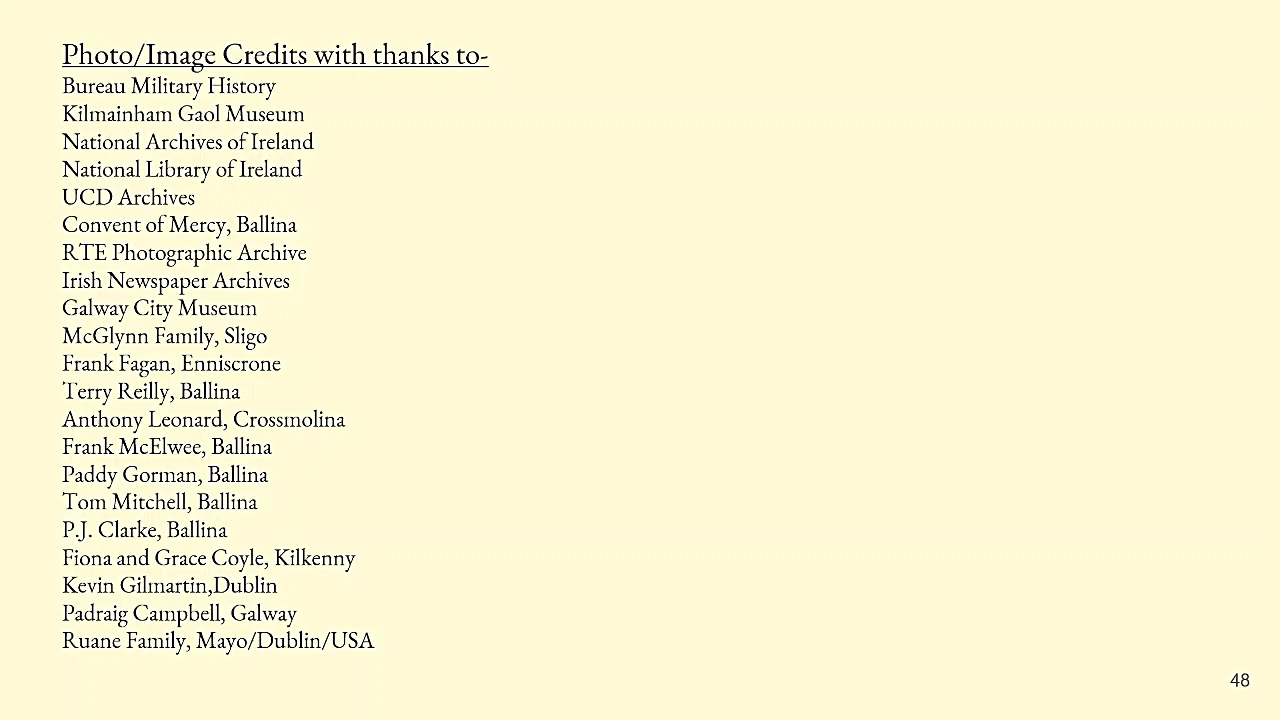 Photo/Image Credits with thanks to-
Bureau Military History
Kilmainham Gaol Museum
National Archives of Ireland
National Library of Ireland
UCD Archives
Convent of Mercy, Ballina
RTE Photographic Archive
Irish Newspaper Archives
Galway City Museum
McGlynn Family, Sligo
Frank Fagan, Enniscrone
Terry Reilly, Ballina
Anthony Leonard, Crossmolina
Frank McElwee, Ballina
Paddy Gorman, Ballina
Tom Mitchell, Ballina
P.J. Clarke, Ballina
Fiona and Grace Coyle, Kilkenny
Kevin Gilmartin,Dublin
Padraig Campbell, Galway
Ruane Family, Mayo/Dublin/USA
48